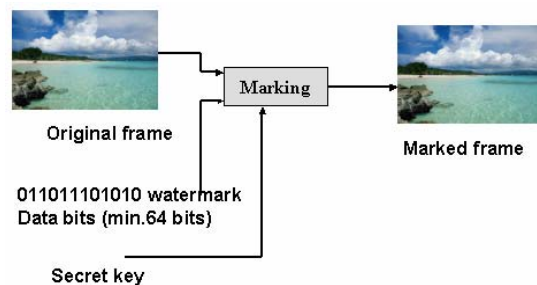 Marking
Original frame
Marked frame
011011101010 watermark
Data bits (min.64 bits)
Secret key